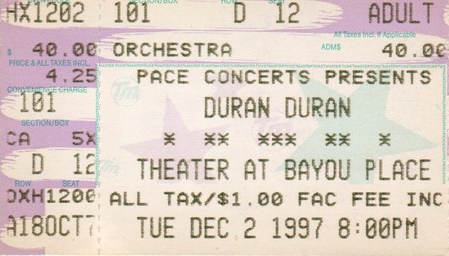 HX1202 101 D 12 ADULT
All Taxes Incl. If Applicable
$ 40.00 ORCHESTRA ADM$ 40.00
PRICE & ALL TAXES INCL.
4.25 PACE CONCERTS PRESENTS
CONVENIENCE CHARGE
101 DURAN DURAN
SECTION/BOX
CA 5X * ** *** ** *
D 12 THEATER AT BAYOU PLACE
ROW SEAT
OXH1200 ALL TAX/$1.00 FAC FEE INC
A18OCT7 TUE DEC 2 1997 8:00PM